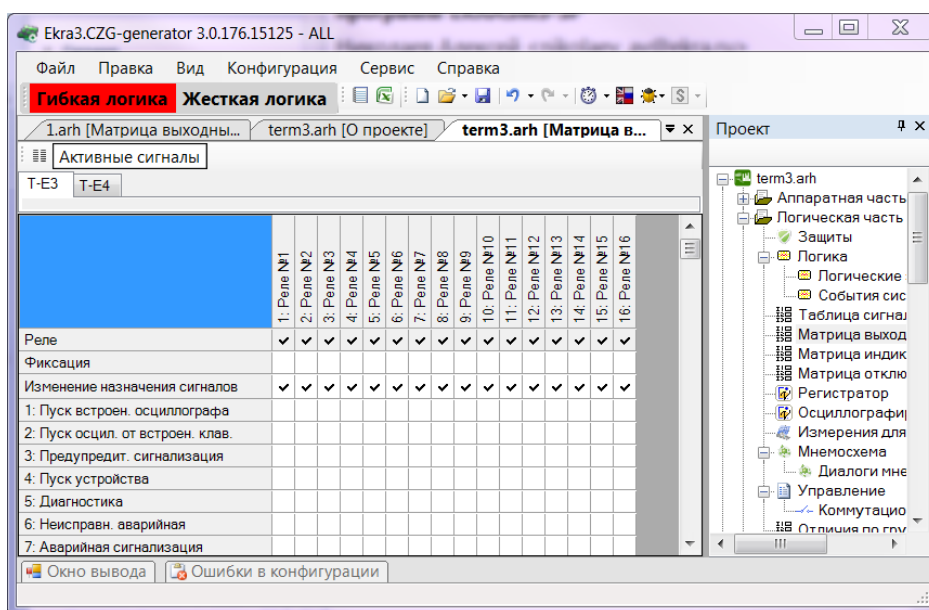 Ekra3.CZG-generator 3.0.176.15125 - ALL
Файл Правка Вид Конфигурация Сервис Справка
Гибкая логика Жесткая логика
1.arh [Матрица выходны... term3.arh [О проекте] term3.arh [Матрица в...
Активные сигналы
T-E3 T-E4
1: Реле №1
2: Реле №2
3: Реле №3
4: Реле №4
5: Реле №5
6: Реле №6
7: Реле №7
8: Реле №8
9: Реле №9
10: Реле №10
11: Реле №11
12: Реле №12
13: Реле №13
14: Реле №14
15: Реле №15
16: Реле №16
Реле
Фиксация
Изменение назначения сигналов
1: Пуск встроен. осциллографа
2: Пуск осцил. от встроен. клав.
3: Предупредит. сигнализация
4: Пуск устройства
5: Диагностика
6: Неисправн. аварийная
7: Аварийная сигнализация
Проект
term3.arh
Аппаратная часть
Логическая часть
Защиты
Логика
Логические
События сис
Таблица сигнал
Матрица выход
Матрица индик
Матрица отклю
Регистратор
Осциллографи
Измерения для
Мнемосхема
Диалоги мне
Управление
Коммутацио
Отличия по гру
Окно вывода Ошибки в конфигурации